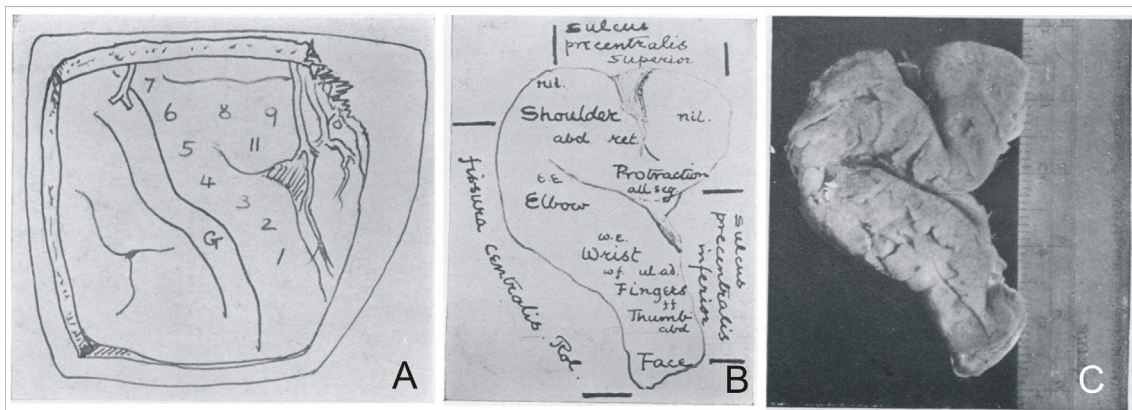 7
6 8 9
5 11
4
3
2
G
1
A
sulcus
precentralis
superior
nil.
Shoulder
nil.
abd ret.
Protraction
all seg.
E.E
Elbow
fissura centralis Rol.
w.E.
Wrist
wf. ul ad.
Fingers
ff
Thumb
abd
Face
sulcus
precentralis
inferior
B
C